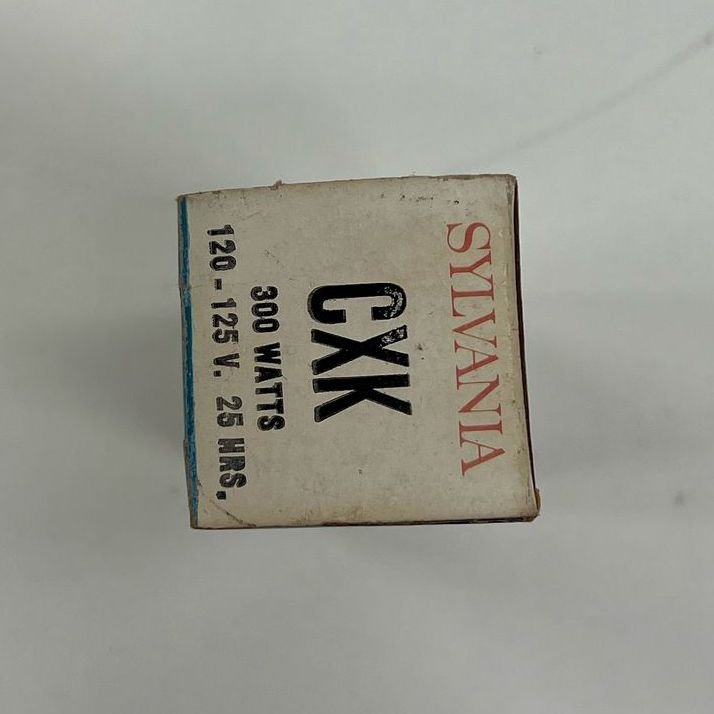 SYLVANIA
CXK
300 WATTS
120-125 V. 25 HRS.